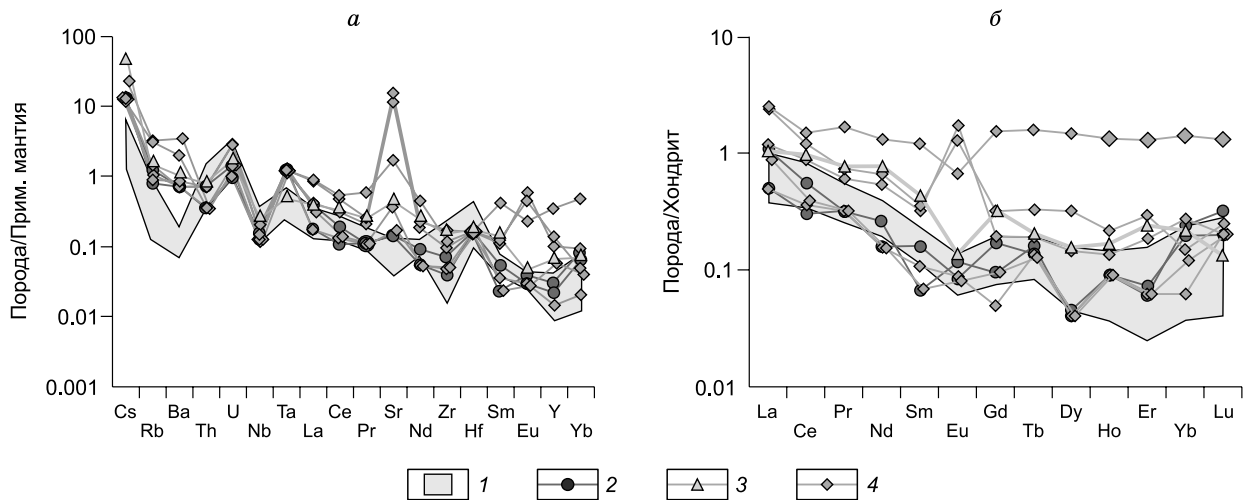 а
Порода/Прим. мантия
100
10
1
0.1
0.01
0.001
Cs Ba U Ta Ce Sr Zr Sm Y
Rb Th Nb La Pr Nd Hf Eu Yb
б
Порода/Хондрит
10
1
0.1
0.01
La Pr Sm Gd Dy Er Lu
Ce Nd Eu Tb Ho Yb
1 2 3 4